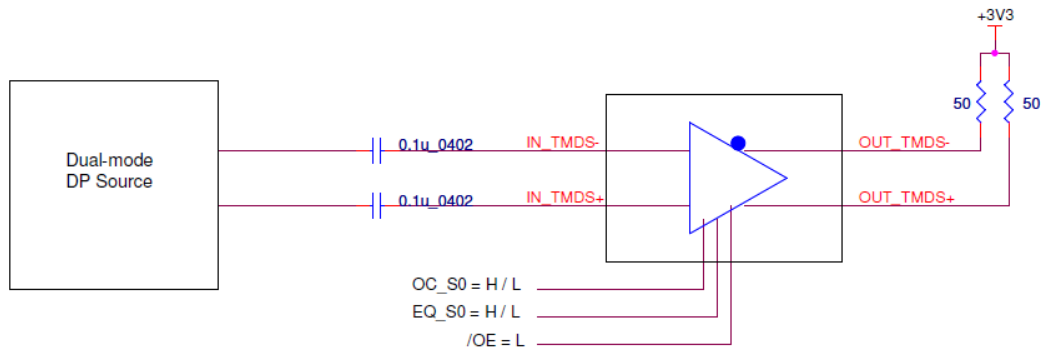 +3V3
50
50
Dual-mode
DP Source
0.1u_0402
IN_TMDS-
OUT_TMDS-
0.1u_0402
IN_TMDS+
OUT_TMDS+
OC_S0 = H / L
EQ_S0 = H / L
/OE = L